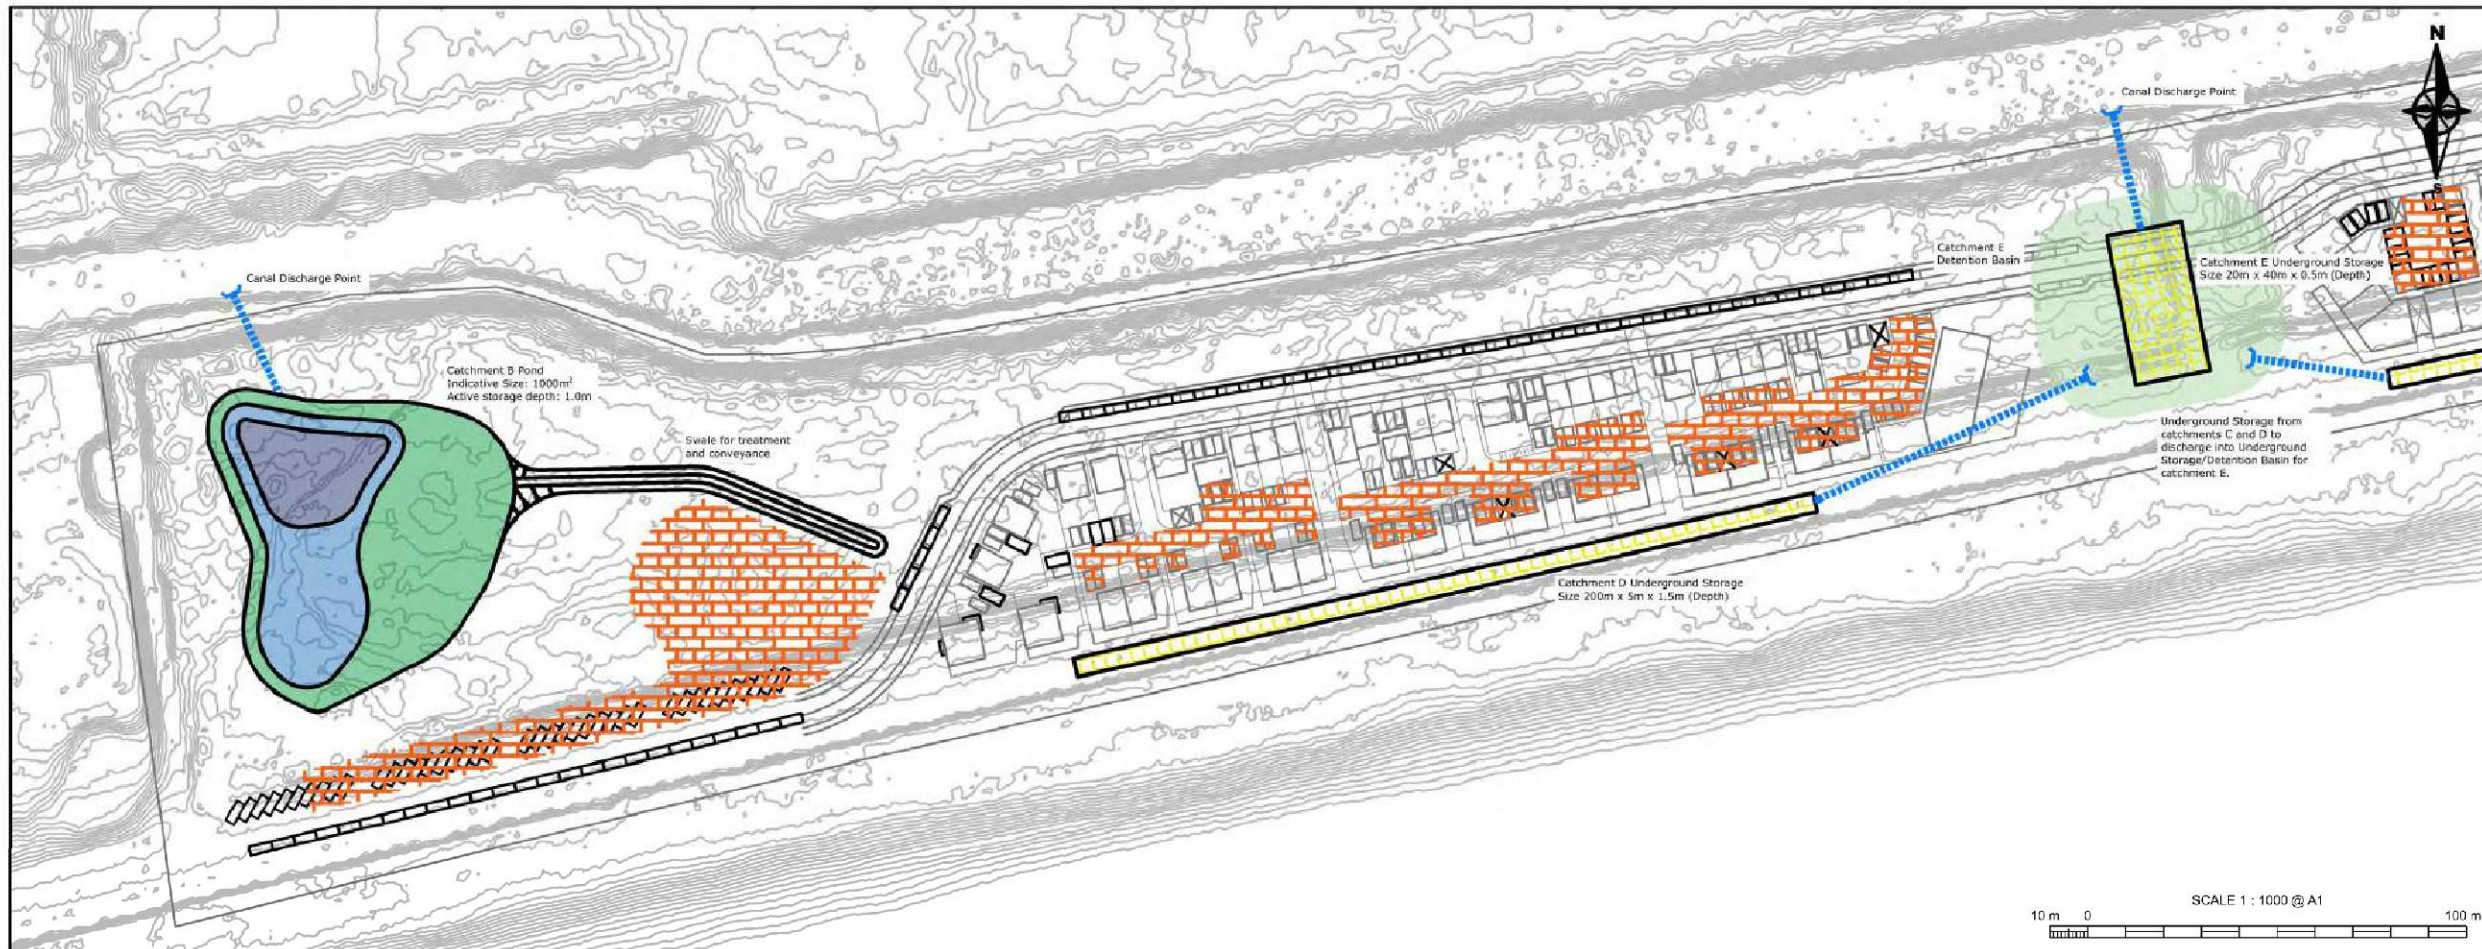 N
S
Canal Discharge Point
Canal Discharge Point
Catchment E
Detention Basin
Catchment E Underground Storage
Size 20m x 40m x 0.5m (Depth)
Catchment B Pond
Indicative Size: 1000m²
Active storage depth: 1.0m
Swale for treatment
and conveyance
Underground Storage from
catchments C and D to
discharge into Underground
Storage/Detention Basin for
catchment E.
Catchment D Underground Storage
Size 200m x 5m x 1.5m (Depth)
SCALE 1 : 1000 @ A1
10 m 0 100 m